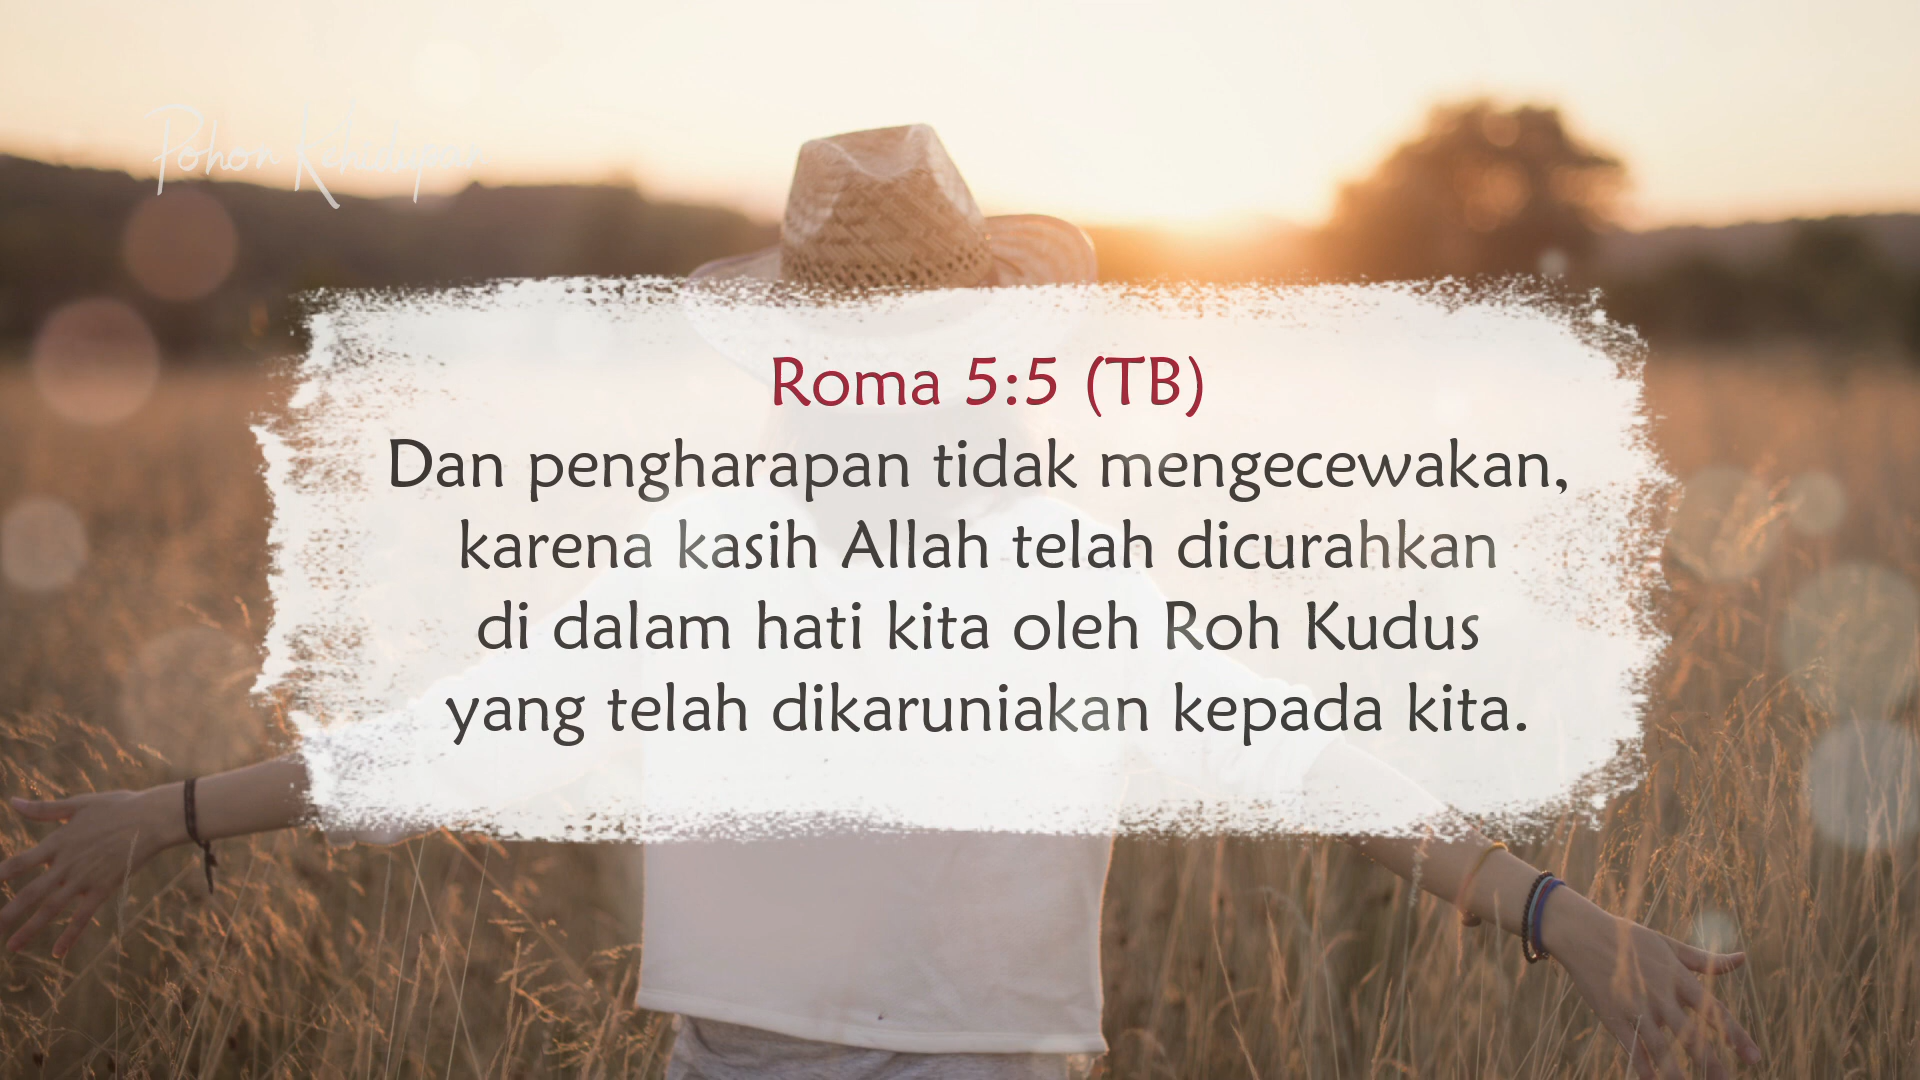 Pohon Kehidupan
Roma 5:5 (TB)
Dan pengharapan tidak mengecewakan,
karena kasih Allah telah dicurahkan
di dalam hati kita oleh Roh Kudus
yang telah dikaruniakan kepada kita.